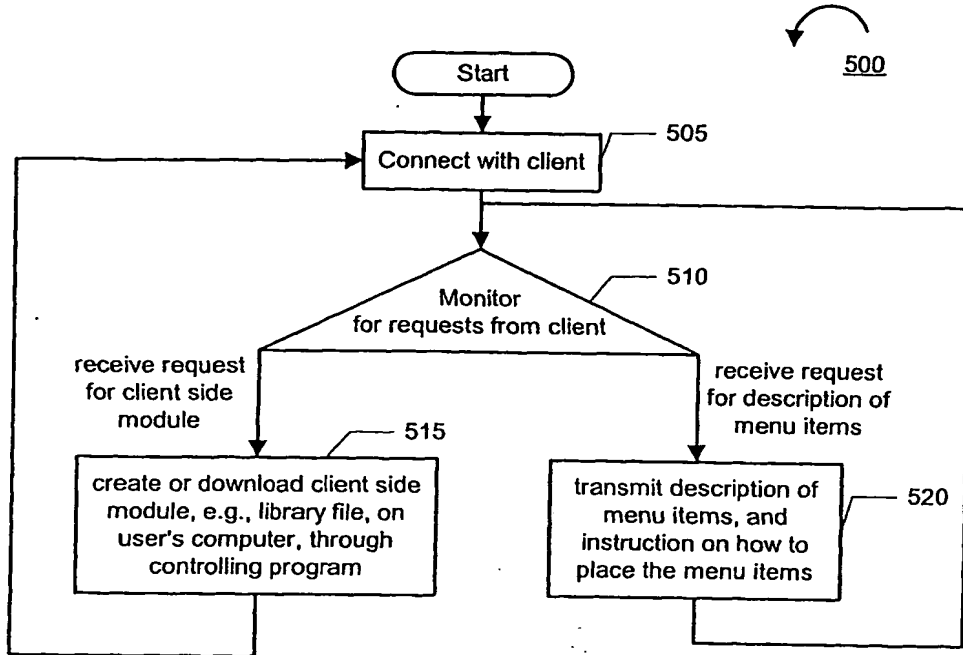 500
Start
505
Connect with client
510
Monitor
for requests from client
receive request
for client side
module
receive request
for description of
menu items
515
create or download client side
module, e.g., library file, on
user's computer, through
controlling program
520
transmit description of
menu items, and
instruction on how to
place the menu items